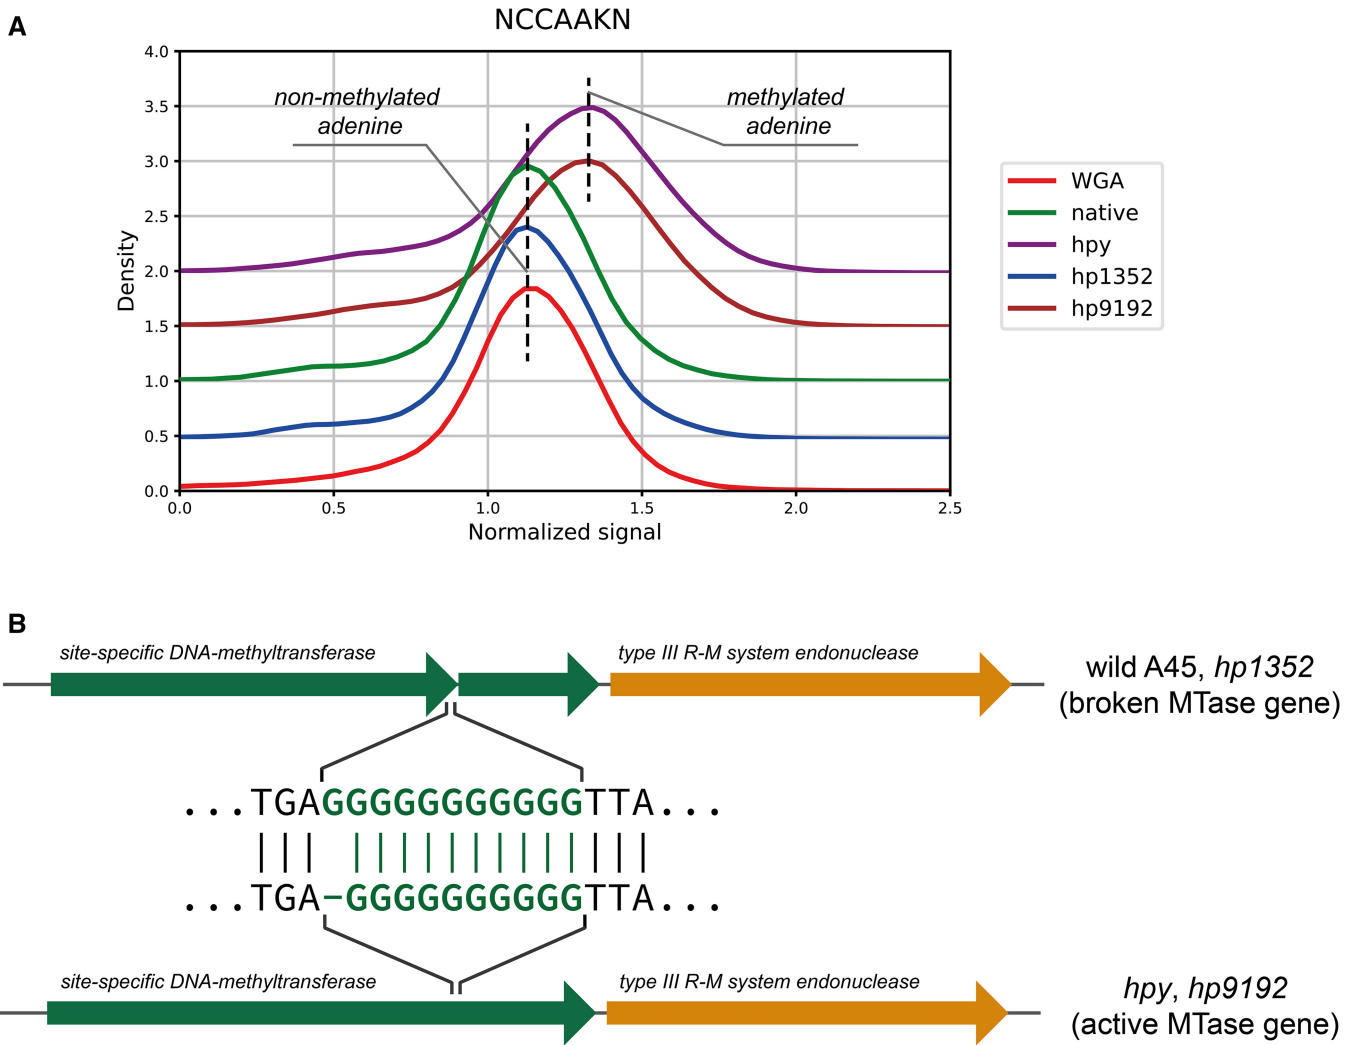 A
NCCAAKN
4.0
3.5
3.0
2.5
2.0
1.5
1.0
0.5
0.0
Density
non-methylated
adenine
methylated
adenine
0.0 0.5 1.0 1.5 2.0 2.5
Normalized signal
WGA
native
hpy
hp1352
hp9192
B
site-specific DNA-methyltransferase
type III R-M system endonuclease
wild A45, hp1352
(broken MTase gene)
...TGAGGGGGGGGGGGTTA...
...TGA–GGGGGGGGGGTTA...
site-specific DNA-methyltransferase
type III R-M system endonuclease
hpy, hp9192
(active MTase gene)